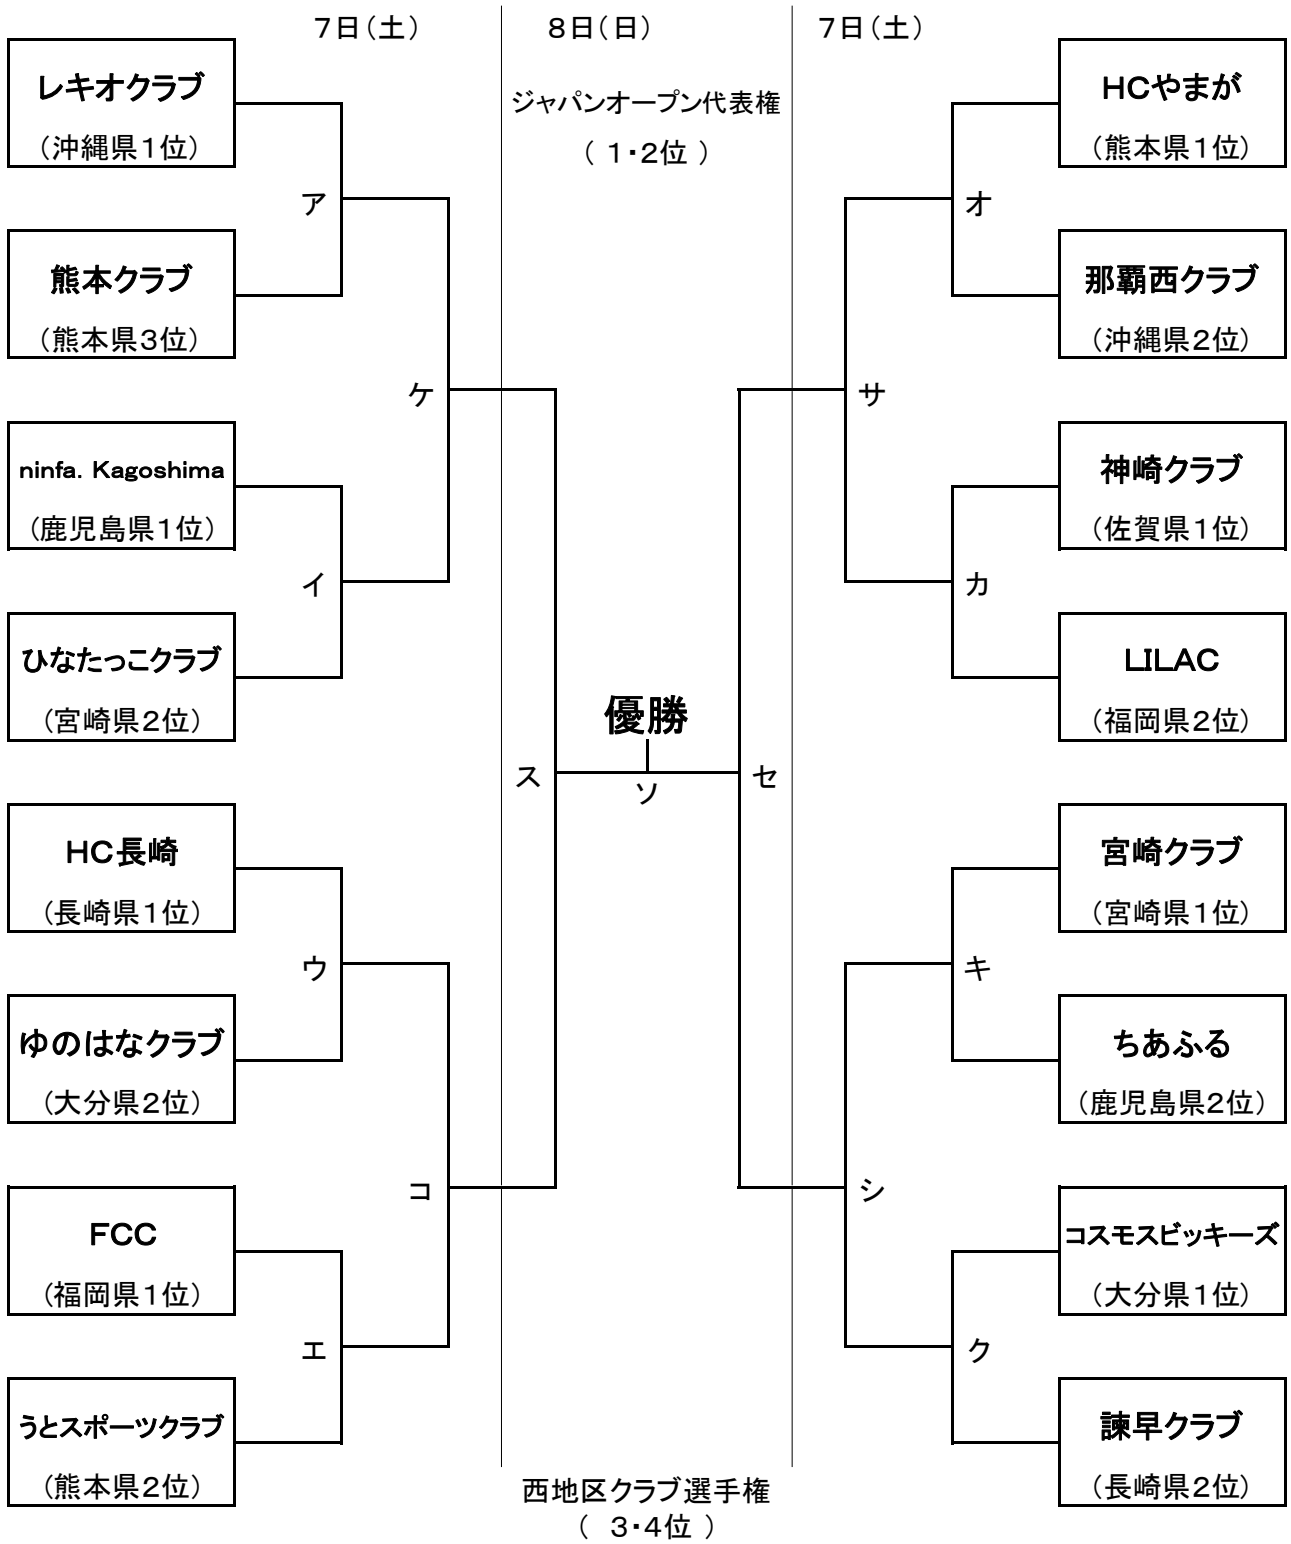 7日(土)
8日(日)
7日(土)
ジャパンオープン代表権
( 1・2位 )
レキオクラブ
(沖縄県1位)
ア
熊本クラブ
(熊本県3位)
ケ
ninfa. Kagoshima
(鹿児島県1位)
イ
ひなたっこクラブ
(宮崎県2位)
ス
HC長崎
(長崎県1位)
ウ
ゆのはなクラブ
(大分県2位)
コ
FCC
(福岡県1位)
エ
うとスポーツクラブ
(熊本県2位)
優勝
ソ
HCやまが
(熊本県1位)
オ
那覇西クラブ
(沖縄県2位)
サ
神崎クラブ
(佐賀県1位)
カ
LILAC
(福岡県2位)
セ
宮崎クラブ
(宮崎県1位)
キ
ちあふる
(鹿児島県2位)
シ
コスモスビッキーズ
(大分県1位)
ク
諫早クラブ
(長崎県2位)
西地区クラブ選手権
( 3・4位 )